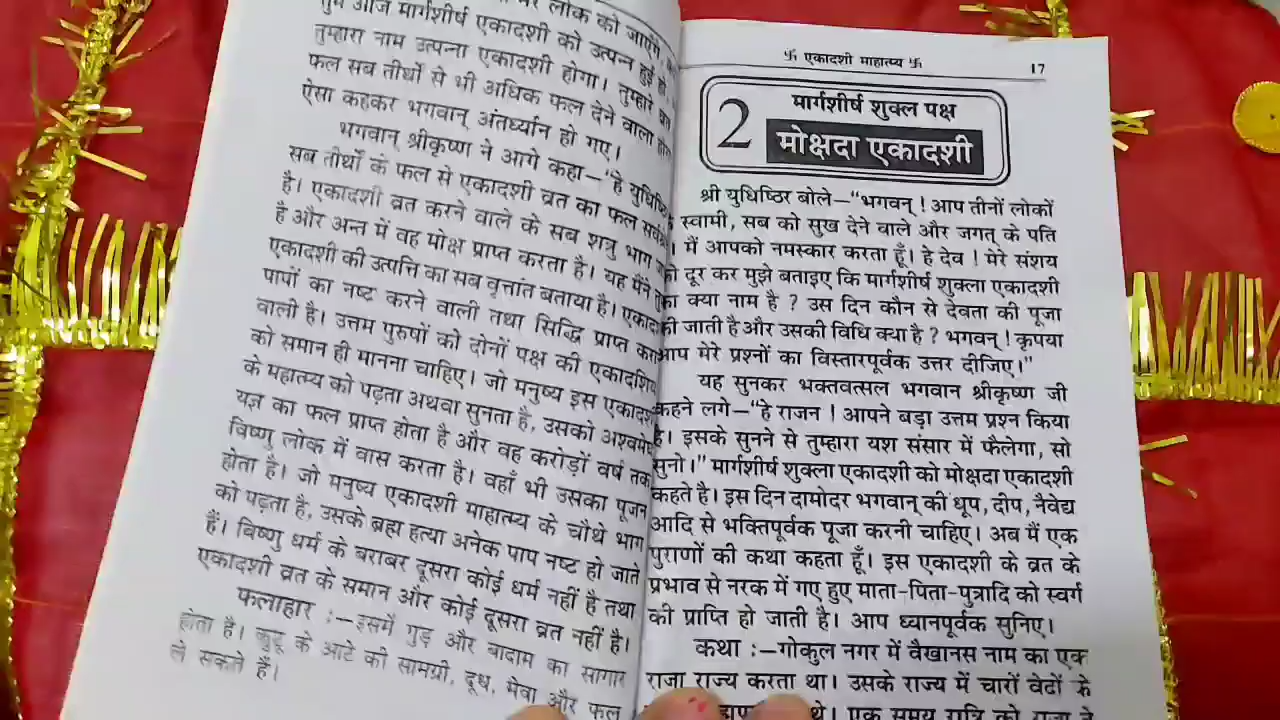 लोक को जाएंगे
तुम आज मार्गशीर्ष एकादशी को उत्पन्न हुई हो।
तुम्हारा नाम उत्पन्ना एकादशी होगा। तुम्हारे
फल सब तीर्थों से भी अधिक फल देने वाला
ऐसा कहकर भगवान् अंतर्ध्यान हो गए।
भगवान् श्रीकृष्ण ने आगे कहा–"हे
सब तीर्थों के फल से एकादशी व्रत का फल
है। एकादशी व्रत करने वाले के सब शत्रु भाग
है और अन्त में वह मोक्ष प्राप्त करता है। यह मैंने
एकादशी की उत्पत्ति का सब वृत्तांत बताया है।
पापों का नष्ट करने वाली तथा सिद्धि प्राप्त
वाली है। उत्तम पुरुषों को दोनों पक्ष की
को समान ही मानना चाहिए। जो मनुष्य इस
के महात्म्य को पढ़ता अथवा सुनता है, उसको
यज्ञ का फल प्राप्त होता है और वह करोड़ों वर्ष तक
विष्णु लोक में वास करता है। वहाँ भी उसका पूजन
होता है। जो मनुष्य एकादशी माहात्म्य के चौथे भाग
को पढ़ता है, उसके ब्रह्म हत्या अनेक पाप नष्ट हो जाते
हैं। विष्णु धर्म के बराबर दूसरा कोई धर्म नहीं है तथा
एकादशी व्रत के समान और कोई दूसरा व्रत नहीं है।
फलाहार :–इसमें गुड़ और बादाम का सागार
होता है। कुट्टू के आटे की सामग्री, दूध, मेवा और फल
ले सकते हैं।
卐 एकादशी माहात्म्य 卐 17
2
मार्गशीर्ष शुक्ल पक्ष
मोक्षदा एकादशी
श्री युधिष्ठिर बोले–"भगवन् ! आप तीनों लोकों
स्वामी, सब को सुख देने वाले और जगत् के पति
मैं आपको नमस्कार करता हूँ। हे देव ! मेरे संशय
को दूर कर मुझे बताइए कि मार्गशीर्ष शुक्ला एकादशी
का क्या नाम है ? उस दिन कौन से देवता की पूजा
की जाती है और उसकी विधि क्या है ? भगवन् ! कृपया
आप मेरे प्रश्नों का विस्तारपूर्वक उत्तर दीजिए।"
यह सुनकर भक्तवत्सल भगवान श्रीकृष्ण जी
कहने लगे–"हे राजन ! आपने बड़ा उत्तम प्रश्न किया
है। इसके सुनने से तुम्हारा यश संसार में फैलेगा, सो
सुनो।" मार्गशीर्ष शुक्ला एकादशी को मोक्षदा एकादशी
कहते है। इस दिन दामोदर भगवान् की धूप, दीप, नैवेद्य
आदि से भक्तिपूर्वक पूजा करनी चाहिए। अब मैं एक
पुराणों की कथा कहता हूँ। इस एकादशी के व्रत के
प्रभाव से नरक में गए हुए माता-पिता-पुत्रादि को स्वर्ग
की प्राप्ति हो जाती है। आप ध्यानपूर्वक सुनिए।
कथा :–गोकुल नगर में वैखानस नाम का एक
राजा राज्य करता था। उसके राज्य में चारों वेदों के
थे। एक समय रात्रि को राजा ने